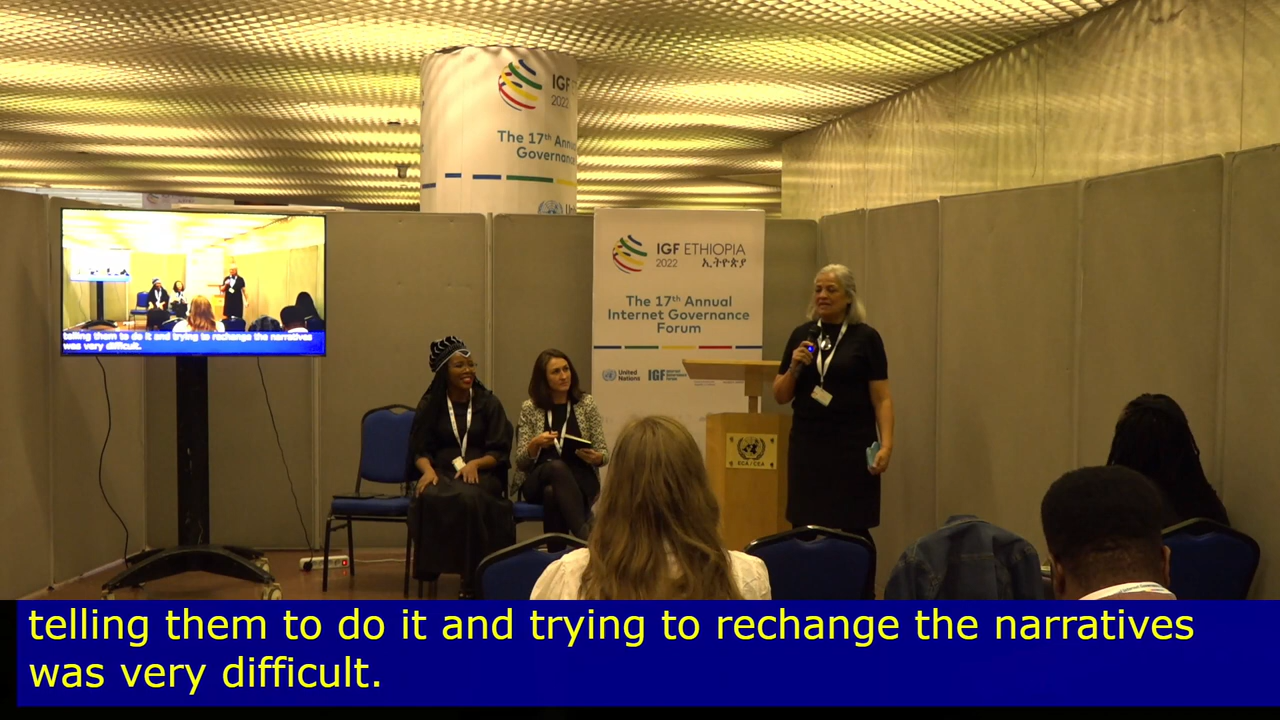 IGF
2022
The 17th Annu
Governanc
IGF ETHIOPIA
2022 ኢትዮጵያ
The 17th Annual
Internet Governance
Forum
United
Nations
IGF
ECA / CEA
telling them to do it and trying to rechange the narratives
was very difficult.
telling them to do it and trying to rechange the narratives
was very difficult.